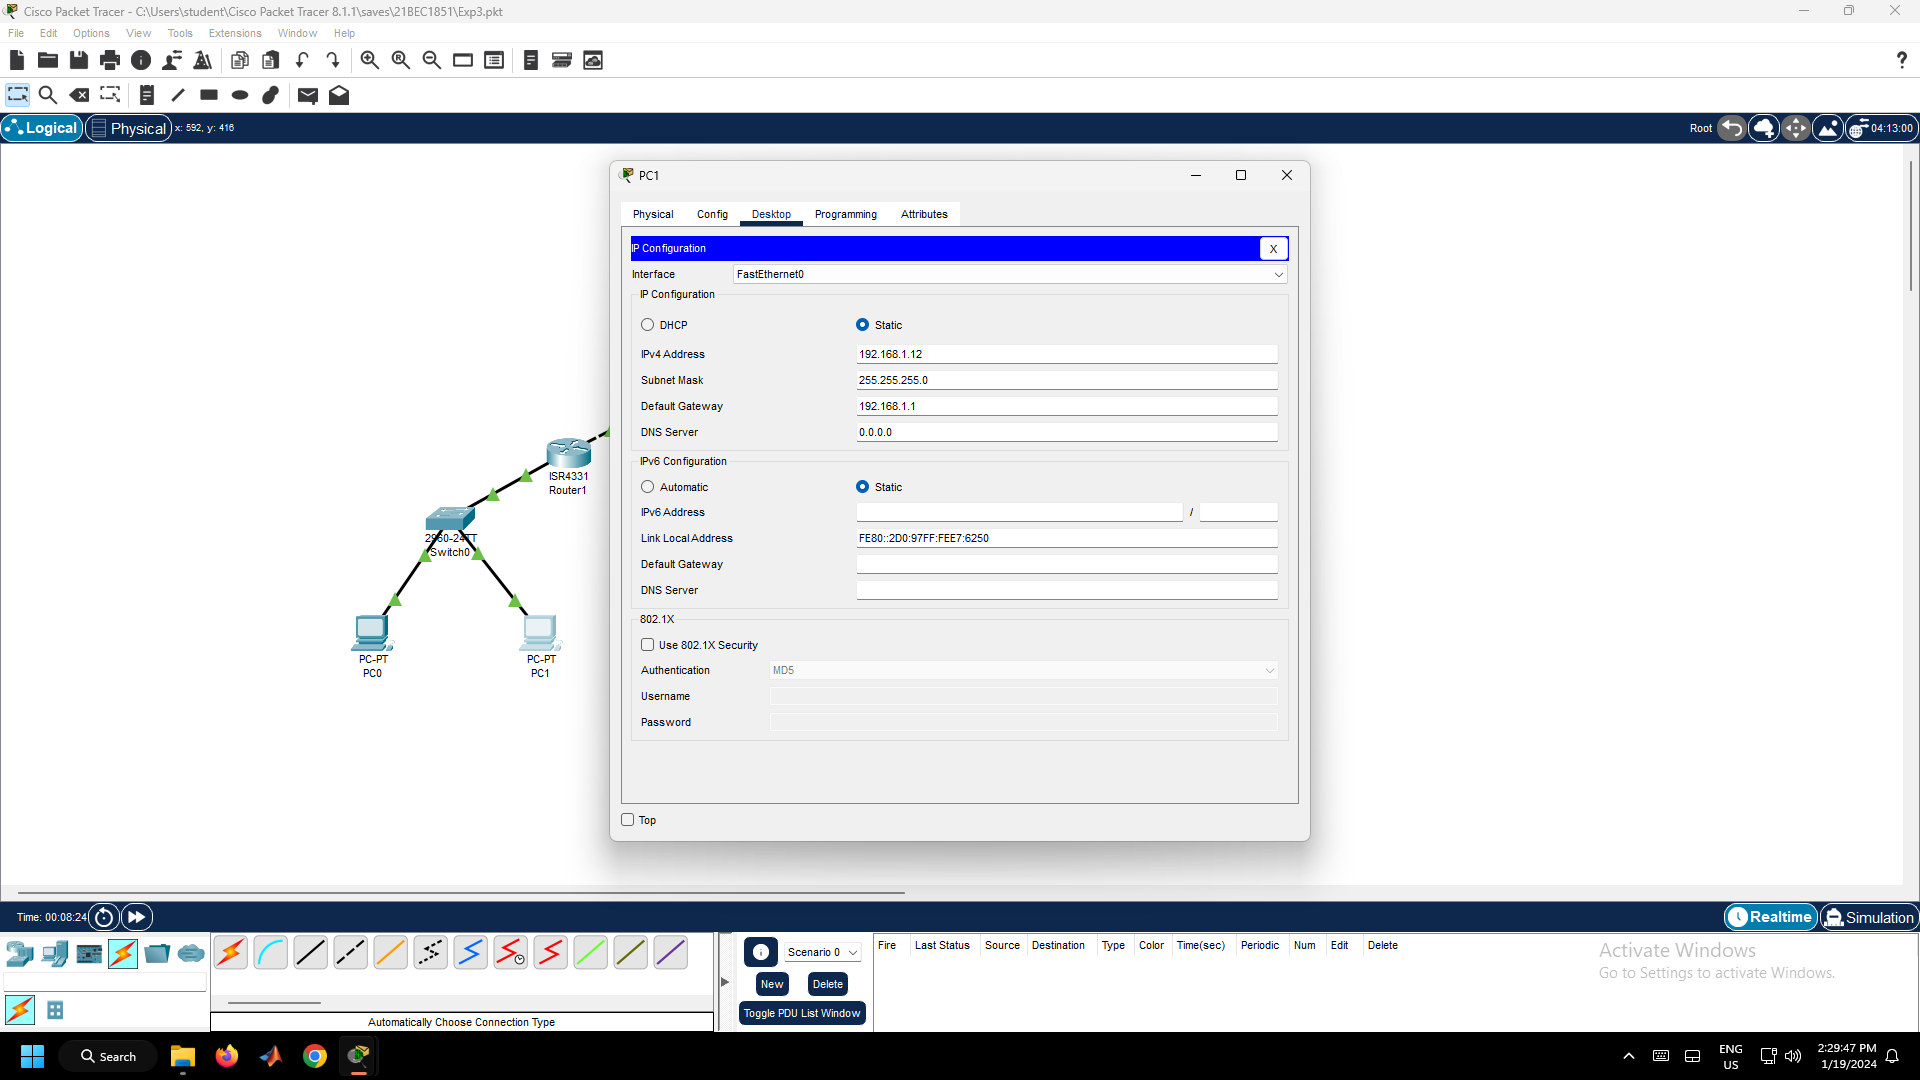 Cisco Packet Tracer - C:\Users\student\Cisco Packet Tracer 8.1.1\saves\21BEC1851\Exp3.pkt
File Edit Options View Tools Extensions Window Help
?
Logical Physical x: 592, y: 416 Root 04:13:00
PC1
Physical Config Desktop Programming Attributes
IP Configuration X
Interface FastEthernet0
IP Configuration
DHCP Static
IPv4 Address 192.168.1.12
Subnet Mask 255.255.255.0
Default Gateway 192.168.1.1
DNS Server 0.0.0.0
IPv6 Configuration
Automatic Static
IPv6 Address /
Link Local Address FE80::2D0:97FF:FEE7:6250
Default Gateway
DNS Server
802.1X
Use 802.1X Security
Authentication MD5
Username
Password
Top
ISR4331
Router1
2960-24TT
Switch0
PC-PT
PC0
PC-PT
PC1
Time: 00:08:24 Realtime Simulation
Scenario 0
New Delete
Toggle PDU List Window
Fire Last Status Source Destination Type Color Time(sec) Periodic Num Edit Delete
Activate Windows
Go to Settings to activate Windows.
Automatically Choose Connection Type
Search
ENG
US
2:29:47 PM
1/19/2024